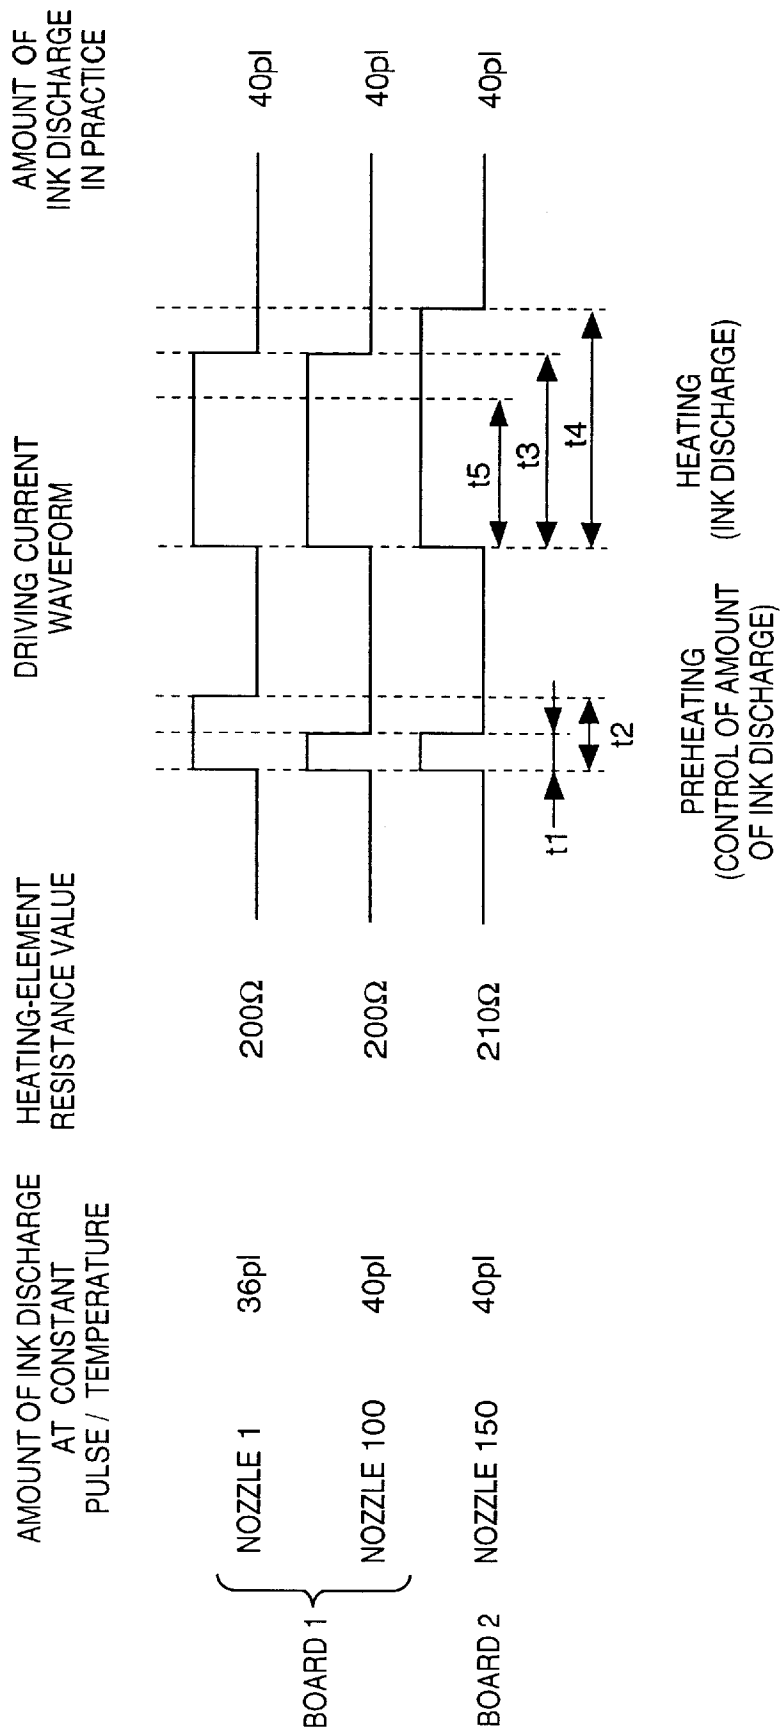 AMOUNT OF INK DISCHARGE
AT CONSTANT
PULSE / TEMPERATURE
HEATING-ELEMENT
RESISTANCE VALUE
DRIVING CURRENT
WAVEFORM
AMOUNT OF
INK DISCHARGE
IN PRACTICE
BOARD 1
NOZZLE 1
36pl
200Ω
40pl
NOZZLE 100
40pl
200Ω
40pl
BOARD 2
NOZZLE 150
40pl
210Ω
40pl
t1
t2
t5
t3
t4
PREHEATING
(CONTROL OF AMOUNT
OF INK DISCHARGE)
HEATING
(INK DISCHARGE)